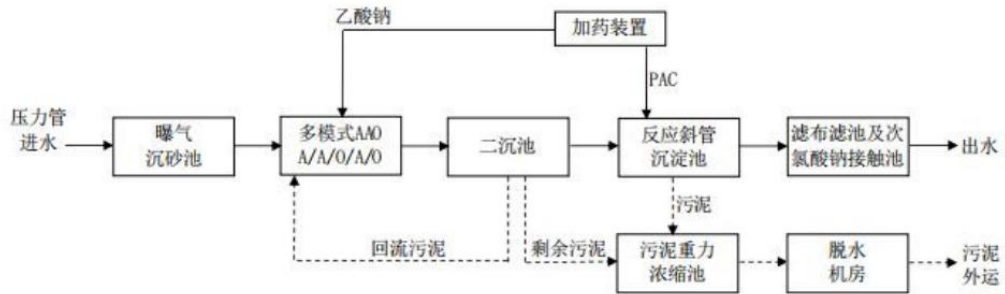 乙酸钠
加药装置
PAC
压力管
进水
曝气
沉砂池
多模式AAO
A/A/O/A/O
二沉池
反应斜管
沉淀池
滤布滤池及次
氯酸钠接触池
出水
污泥
回流污泥
剩余污泥
污泥重力
浓缩池
脱水
机房
污泥
外运